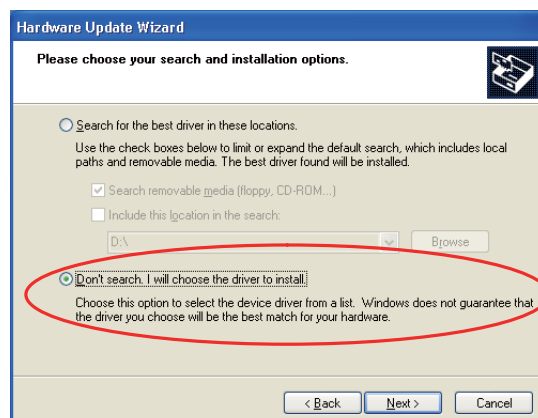 Hardware Update Wizard
Please choose your search and installation options.
Search for the best driver in these locations.
Use the check boxes below to limit or expand the default search, which includes local
paths and removable media. The best driver found will be installed.
Search removable media (floppy, CD-ROM...)
Include this location in the search:
D:\
Browse
Don't search. I will choose the driver to install.
Choose this option to select the device driver from a list. Windows does not guarantee that
the driver you choose will be the best match for your hardware.
< Back Next > Cancel